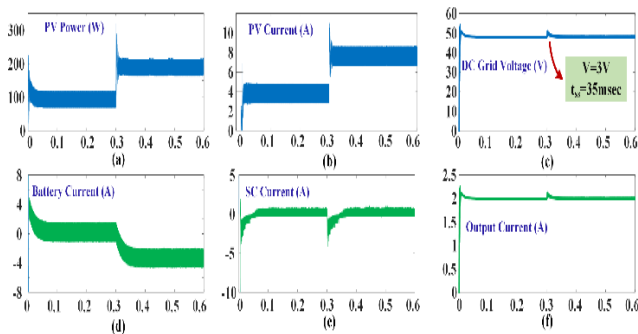 PV Power (W)
300
200
100
0
0 0.1 0.2 0.3 0.4 0.5 0.6
(a)
PV Current (A)
10
8
6
4
2
0
0 0.1 0.2 0.3 0.4 0.5 0.6
(b)
60
50
40
30
20
10
0
DC Grid Voltage (V)
V=3V
0 0.1 0.2 0.3 0.4 0.5 0.6
(c)
Battery Current (A)
8
4
0
-4
-8
0 0.1 0.2 0.3 0.4 0.5 0.6
(d)
SC Current (A)
5
0
-5
-10
0 0.1 0.2 0.3 0.4 0.5 0.6
(e)
2.5
2
1.5
1
0.5
0
Output Current (A)
0 0.1 0.2 0.3 0.4 0.5 0.6
(f)